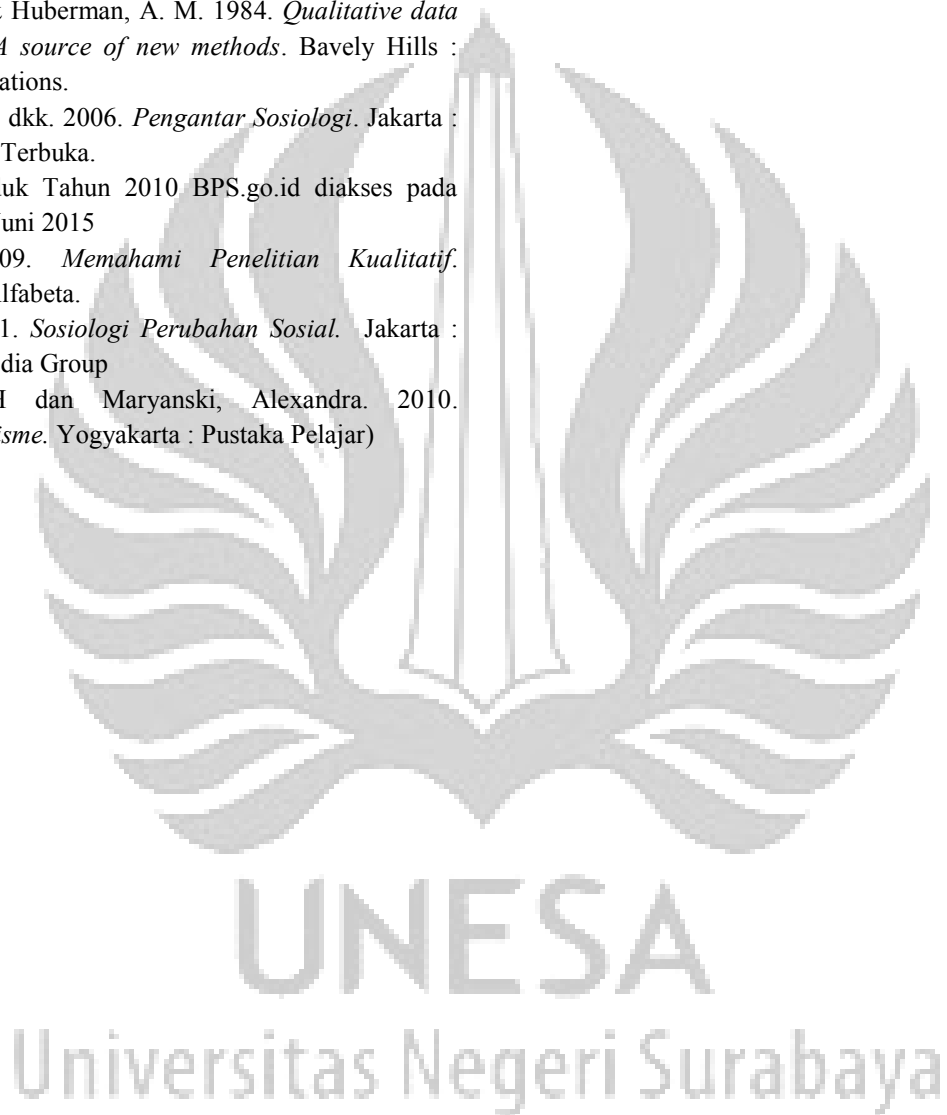 Huberman, A. M. 1984. Qualitative data
A source of new methods. Bavely Hills :
ations.
dkk. 2006. Pengantar Sosiologi. Jakarta :
Terbuka.
uk Tahun 2010 BPS.go.id diakses pada
uni 2015
09. Memahami Penelitian Kualitatif.
lfabeta.
1. Sosiologi Perubahan Sosial. Jakarta :
dia Group
H dan Maryanski, Alexandra. 2010.
isme. Yogyakarta : Pustaka Pelajar)
UNESA
Universitas Negeri Surabaya